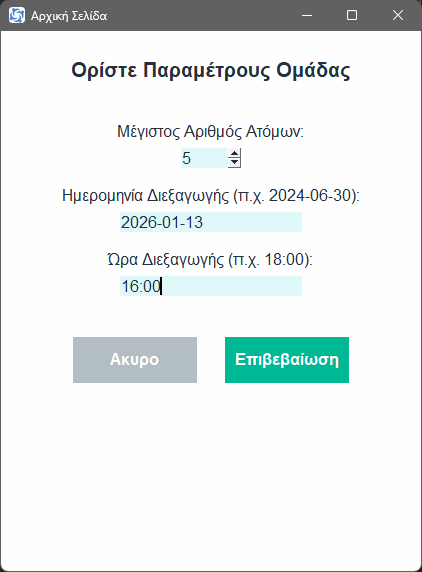 Αρχική Σελίδα
Ορίστε Παραμέτρους Ομάδας
Μέγιστος Αριθμός Ατόμων:
5
Ημερομηνία Διεξαγωγής (π.χ. 2024-06-30):
2026-01-13
Ώρα Διεξαγωγής (π.χ. 18:00):
16:00
Ακυρο Επιβεβαίωση